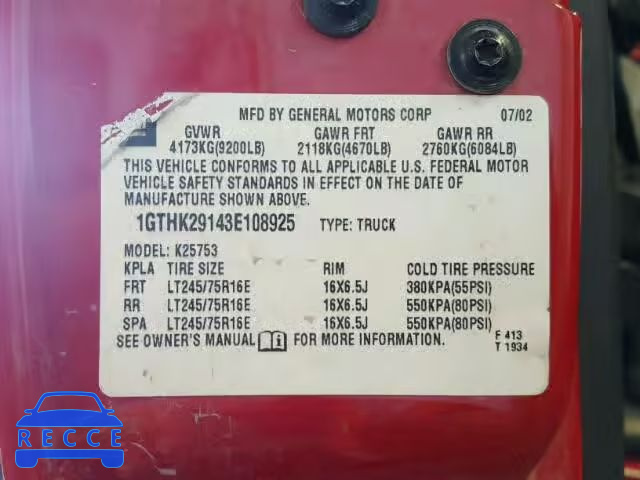 MFD BY GENERAL MOTORS CORP 07/02
GVWR GAWR FRT GAWR RR
4173KG(9200LB) 2118KG(4670LB) 2760KG(6084LB)
THIS VEHICLE CONFORMS TO ALL APPLICABLE U.S. FEDERAL MOTOR
VEHICLE SAFETY STANDARDS IN EFFECT ON THE DATE OF
MANUFACTURE SHOWN ABOVE.
1GTHK29143E108925 TYPE: TRUCK
MODEL: K25753
KPLA TIRE SIZE RIM COLD TIRE PRESSURE
FRT LT245/75R16E 16X6.5J 380KPA(55PSI)
RR LT245/75R16E 16X6.5J 550KPA(80PSI)
SPA LT245/75R16E 16X6.5J 550KPA(80PSI)
SEE OWNER'S MANUAL i FOR MORE INFORMATION.
F 413
T 1934
RECCE